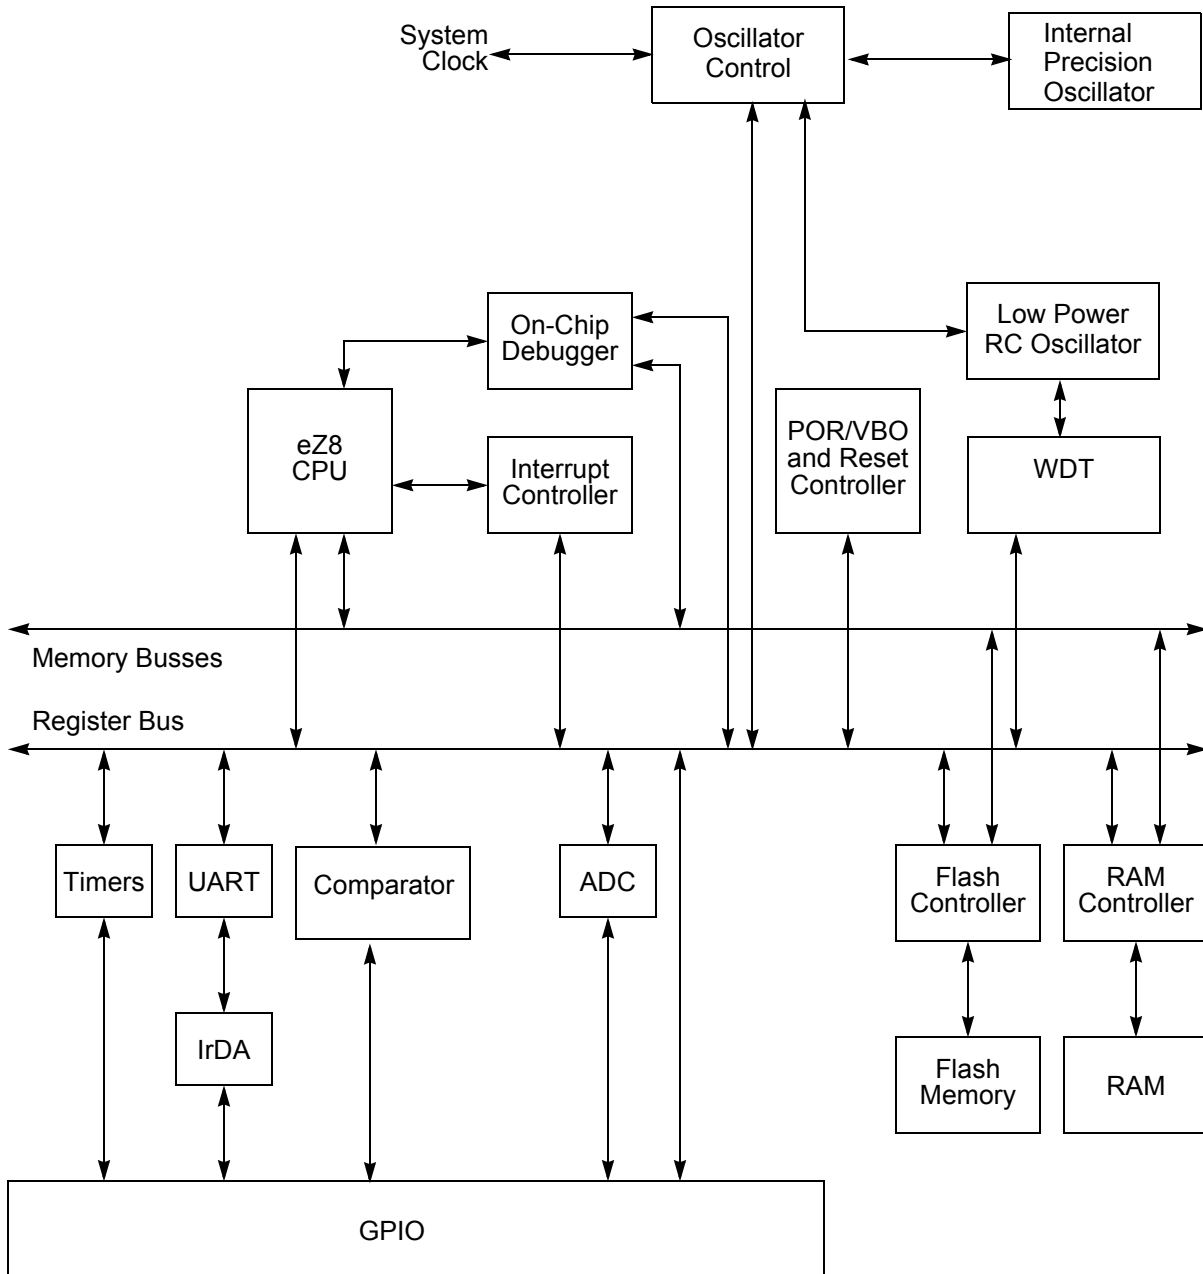 System
Clock
Oscillator
Control
Internal
Precision
Oscillator
On-Chip
Debugger
Low Power
RC Oscillator
eZ8
CPU
Interrupt
Controller
POR/VBO
and Reset
Controller
WDT
Memory Busses
Register Bus
Timers
UART
Comparator
ADC
Flash
Controller
RAM
Controller
IrDA
Flash
Memory
RAM
GPIO